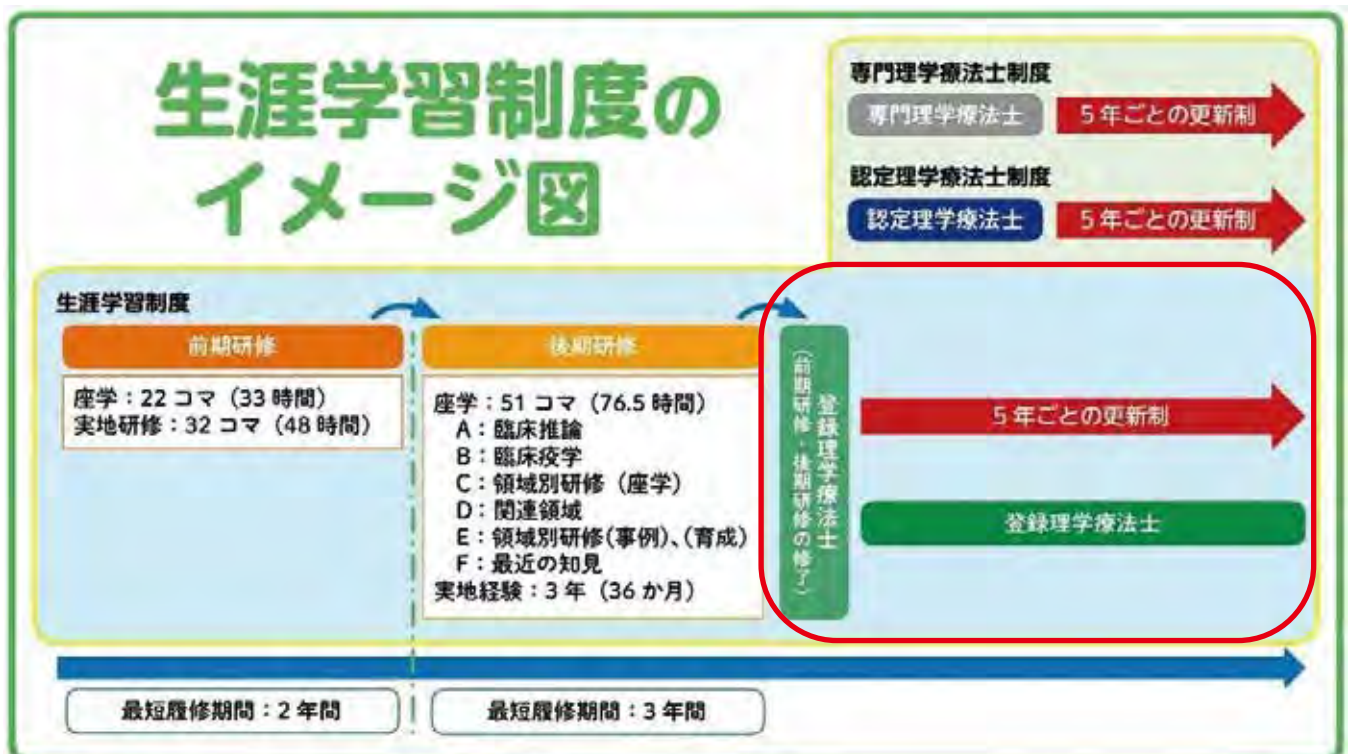 生涯学習制度の
イメージ図
専門理学療法士制度
専門理学療法士
5年ごとの更新制
認定理学療法士制度
認定理学療法士
5年ごとの更新制
生涯学習制度
前期研修
座学:22コマ(33時間)
実地研修:32コマ(48時間)
後期研修
座学:51コマ(76.5時間)
A:臨床推論
B:臨床疫学
C:領域別研修(座学)
D:関連領域
E:領域別研修(事例)、(育成)
F:最近の知見
実地経験:3年(36か月)
登録理学療法士
(前期研修・後期研修の修了)
5年ごとの更新制
登録理学療法士
最短履修期間:2年間
最短履修期間:3年間